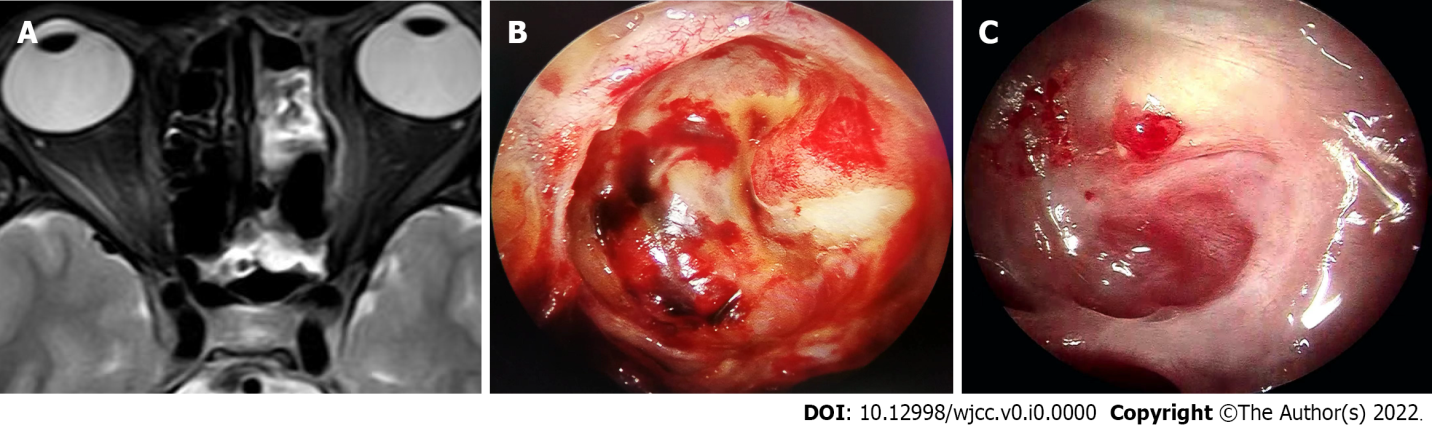 A
B
C
DOI: 10.12998/wjcc.v0.i0.0000 Copyright ©The Author(s) 2022.